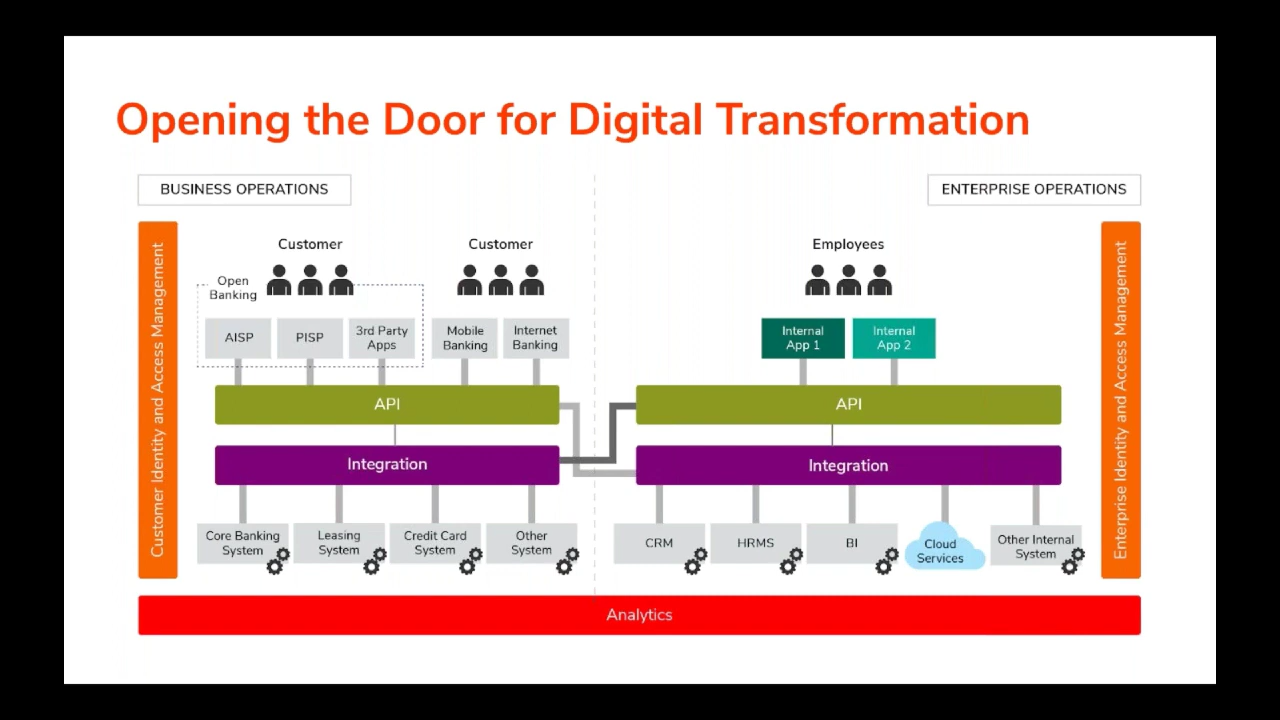 Opening the Door for Digital Transformation
BUSINESS OPERATIONS
ENTERPRISE OPERATIONS
Customer Identity and Access Management
Customer
Customer
Open
Banking
AISP
PISP
3rd Party
Apps
Mobile
Banking
Internet
Banking
API
Integration
Core Banking
System
Leasing
System
Credit Card
System
Other
System
Employees
Internal
App 1
Internal
App 2
API
Integration
CRM
HRMS
BI
Cloud
Services
Other Internal
System
Enterprise Identity and Access Management
Analytics